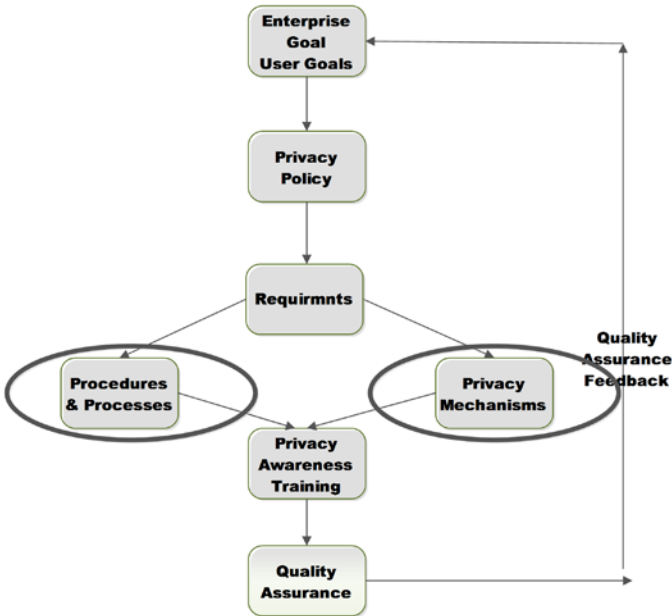 Enterprise
Goal
User Goals
Privacy
Policy
Requirmnts
Procedures
& Processes
Privacy
Mechanisms
Quality
Assurance
Feedback
Privacy
Awareness
Training
Quality
Assurance